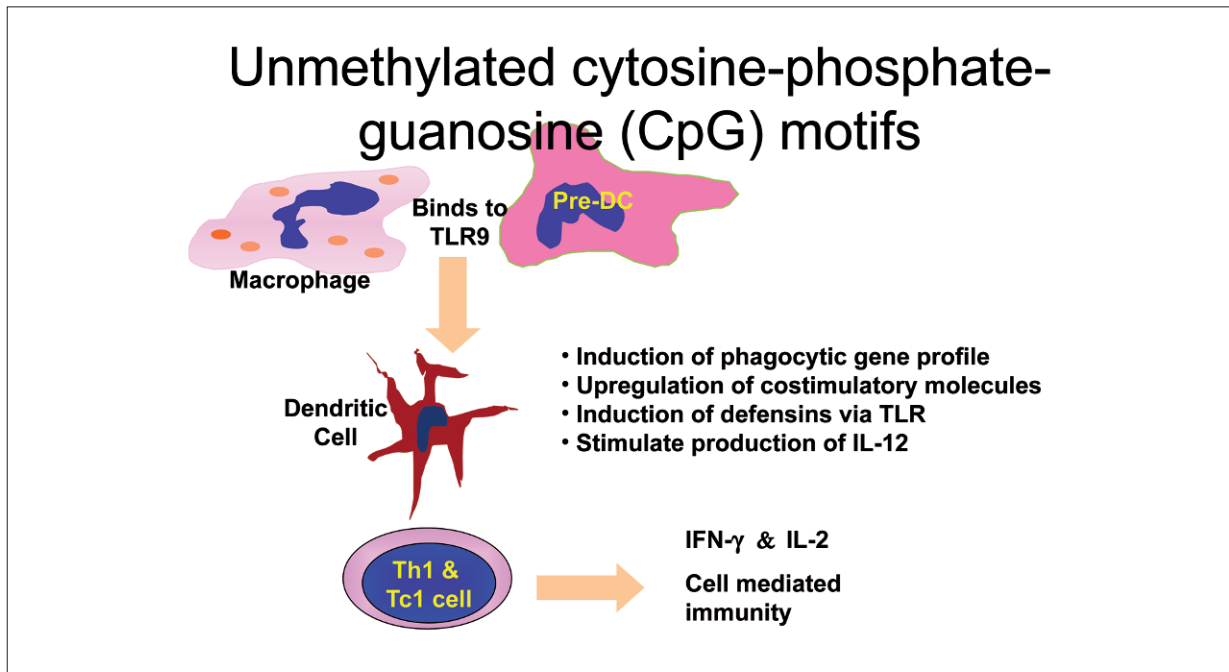 Unmethylated cytosine-phosphate-
guanosine (CpG) motifs
Pre-DC
Binds to
TLR9
Macrophage
• Induction of phagocytic gene profile
• Upregulation of costimulatory molecules
• Induction of defensins via TLR
• Stimulate production of IL-12
Dendritic
Cell
IFN-γ & IL-2
Th1 &
Tc1 cell
Cell mediated
immunity